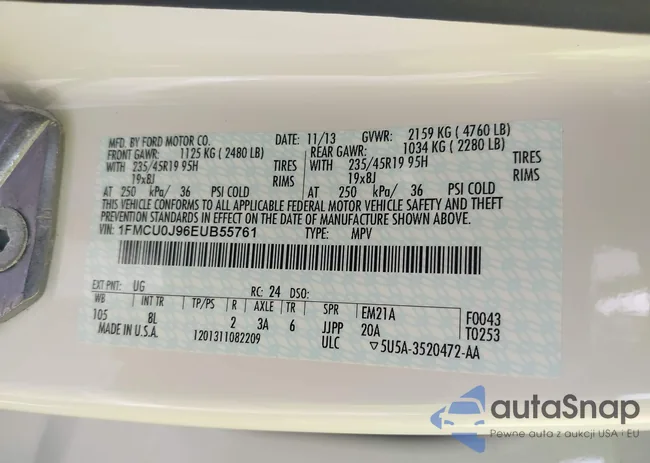 MFD. BY FORD MOTOR CO. DATE: 11/13 GVWR: 2159 KG ( 4760 LB)
FRONT GAWR: 1125 KG ( 2480 LB) REAR GAWR: 1034 KG ( 2280 LB)
WITH 235/45R19 95H TIRES WITH 235/45R19 95H TIRES
19x8J RIMS 19x8J RIMS
AT 250 kPa/ 36 PSI COLD AT 250 kPa/ 36 PSI COLD
THIS VEHICLE CONFORMS TO ALL APPLICABLE FEDERAL MOTOR VEHICLE SAFETY AND THEFT
PREVENTION STANDARDS IN EFFECT ON THE DATE OF MANUFACTURE SHOWN ABOVE.
VIN: 1FMCU0J96EUB55761 TYPE: MPV
EXT PNT: UG RC: 24 DSO:
WB INT TR TP/PS R AXLE TR SPR EM21A F0043
105 8L 2 3A 6 JJPP 20A T0253
MADE IN U.S.A. 1201311082209 ULC ▽5U5A-3520472-AA
autaSnap
Pewne auta z aukcji USA i EU